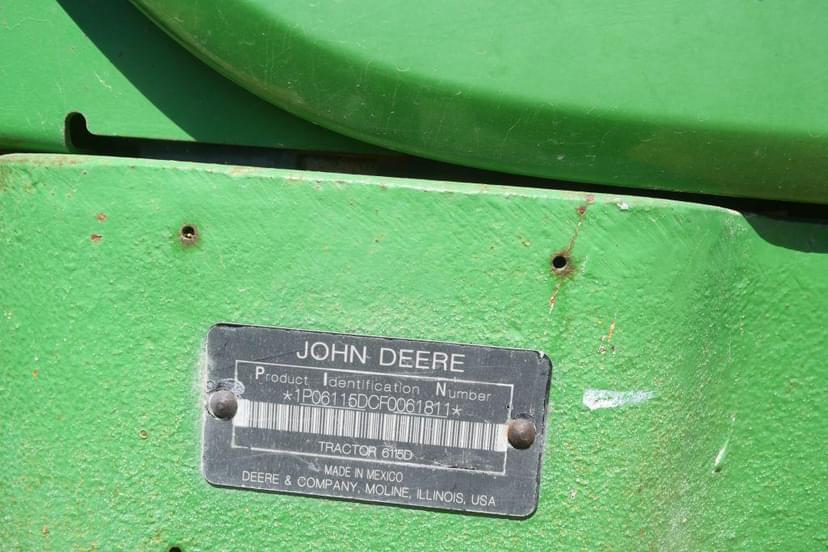 JOHN DEERE
Product Identification Number
*1P06115DCF0061811*
TRACTOR 6115D
MADE IN MEXICO
DEERE & COMPANY, MOLINE, ILLINOIS, USA